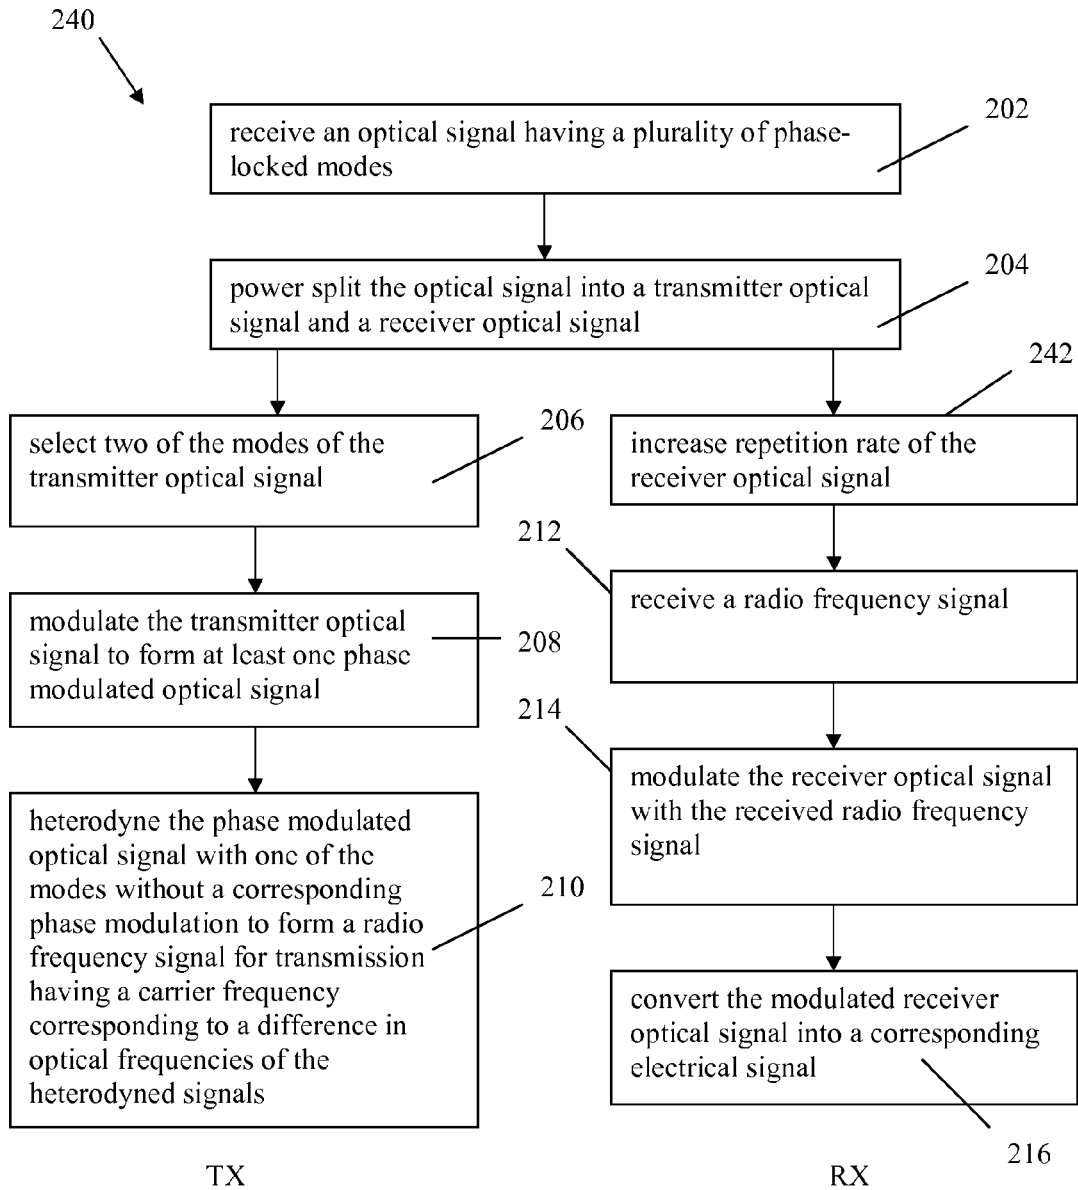 240
202
receive an optical signal having a plurality of phase-
locked modes
204
power split the optical signal into a transmitter optical
signal and a receiver optical signal
206
select two of the modes of the
transmitter optical signal
208
modulate the transmitter optical
signal to form at least one phase
modulated optical signal
210
heterodyne the phase modulated
optical signal with one of the
modes without a corresponding
phase modulation to form a radio
frequency signal for transmission
having a carrier frequency
corresponding to a difference in
optical frequencies of the
heterodyned signals
TX
242
increase repetition rate of the
receiver optical signal
212
receive a radio frequency signal
214
modulate the receiver optical signal
with the received radio frequency
signal
convert the modulated receiver
optical signal into a corresponding
electrical signal
216
RX